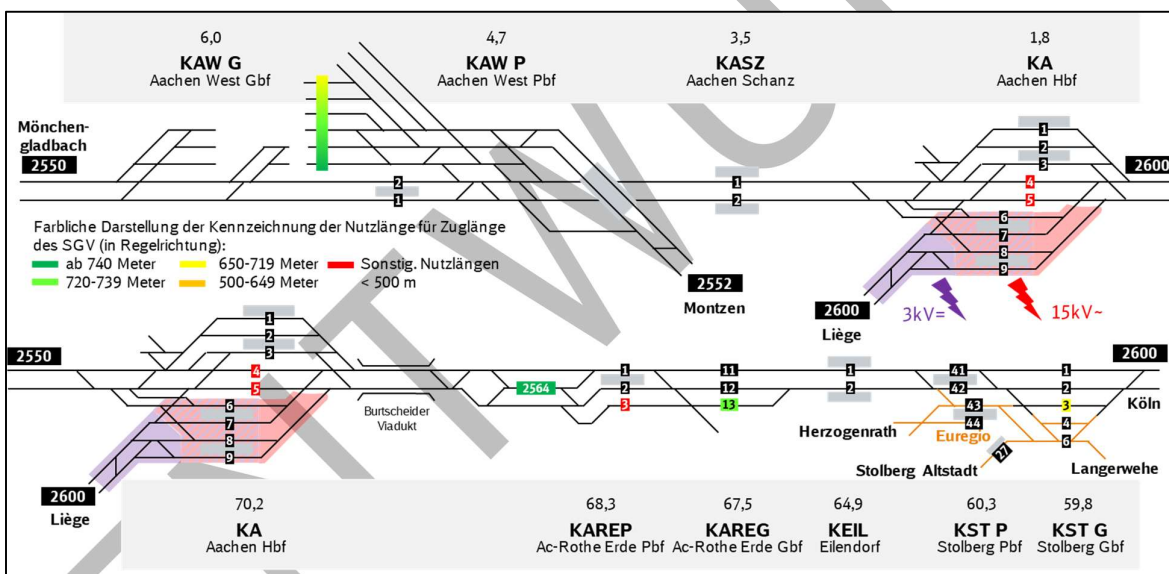 6,0
KAW G
Aachen West Gbf
4,7
KAW P
Aachen West Pbf
3,5
KASZ
Aachen Schanz
1,8
KA
Aachen Hbf
Mönchen-
gladbach
2550
2
1
1
2
1
2
3
4
5
6
7
8
9
2600
Farbliche Darstellung der Kennzeichnung der Nutzlänge für Zuglänge
des SGV (in Regelrichtung):
ab 740 Meter
650-719 Meter
Sonstig. Nutzlängen
720-739 Meter
500-649 Meter
< 500 m
2552
Montzen
2600
Liège
3kV=
15kV~
2550
1
2
3
4
5
6
7
8
9
2600
Liège
Burtscheider
Viadukt
2564
1
2
3
11
12
13
1
2
41
42
43
44
27
1
2
3
4
6
2600
Köln
Herzogenrath
Euregio
Stolberg Altstadt
Langerwehe
70,2
KA
Aachen Hbf
68,3
KAREP
Ac-Rothe Erde Pbf
67,5
KAREG
Ac-Rothe Erde Gbf
64,9
KEIL
Eilendorf
60,3
KST P
Stolberg Pbf
59,8
KST G
Stolberg Gbf